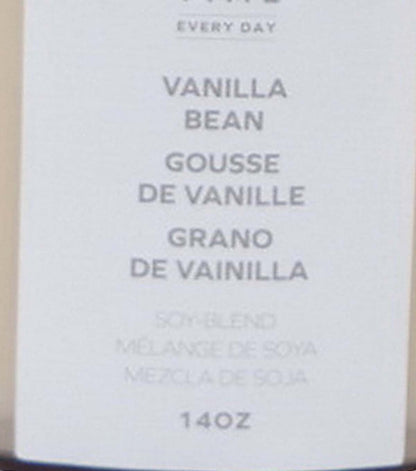 EVERY DAY
VANILLA
BEAN
GOUSSE
DE VANILLE
GRANO
DE VAINILLA
SOY-BLEND
MÉLANGE DE SOYA
MEZCLA DE SOJA
14OZ